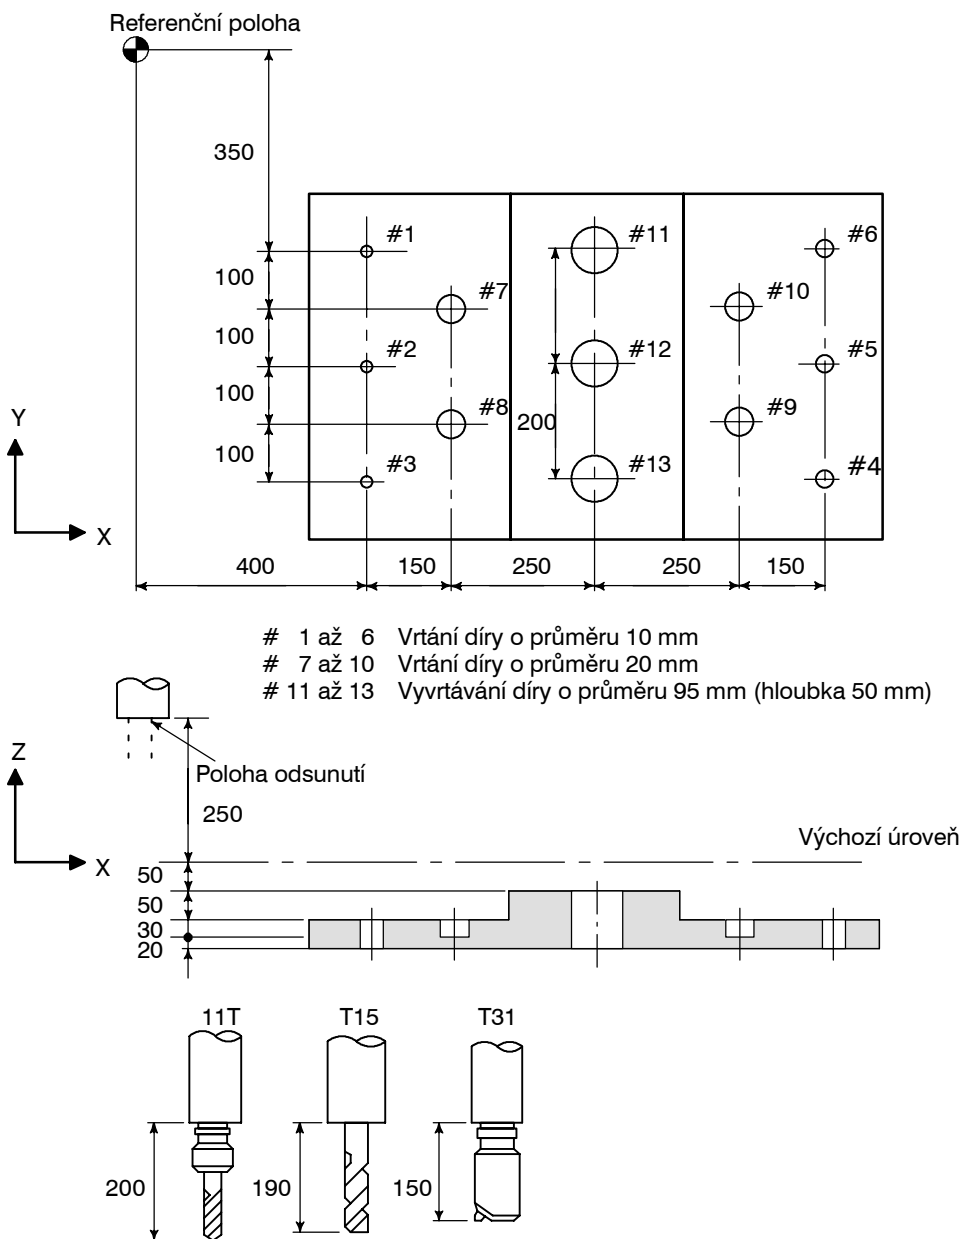 Referenční poloha
350
#1
#11
#6
100
#7
#10
100
#2
#12
#5
100
#8
200
#9
100
#3
#13
#4
Y
X
400
150
250
250
150
# 1 až 6 Vrtání díry o průměru 10 mm
# 7 až 10 Vrtání díry o průměru 20 mm
# 11 až 13 Vyvrtávání díry o průměru 95 mm (hloubka 50 mm)
Z
Poloha odsunutí
250
Výchozí úroveň
X
50
50
30
20
11T
T15
T31
200
190
150